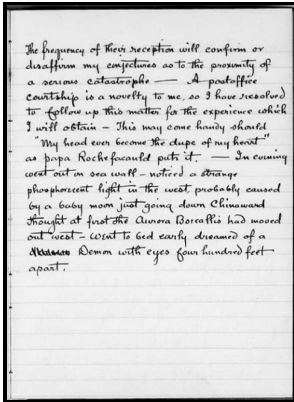 The frequency of their reception will confirm or
disaffirm my conjectures as to the proximity of
a serious catastrophe — A postoffice
courtship is a novelty to me, so I have resolved
to follow up this matter for the experience which
I will obtain – This may come handy should
"My head ever become the dupe of my heart"
as papa Rochefacauld puts it. — In evening
went out on sea wall – noticed a strange
phosphorcent light in the west, probably caused
by a baby moon just going down Chinaward
thought at first the Aurora Borealis had moved
out west – went to bed early dreamed of a
Demon with eyes four hundred feet
apart.